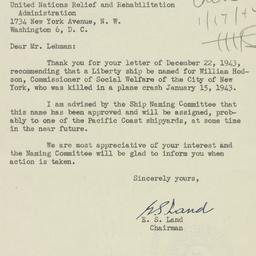 United Nations Relief and Rehabilitation
Administration
1734 New York Avenue, N. W.
Washington 6, D. C.
1/17/44
Dear Mr. Lehman:
Thank you for your letter of December 22, 1943,
recommending that a Liberty ship be named for William Hod-
son, Commissioner of Social Welfare of the City of New
York, who was killed in a plane crash January 15, 1943.
I am advised by the Ship Naming Committee that
this name has been approved and will be assigned, prob-
ably to one of the Pacific Coast shipyards, at some time
in the near future.
We are most appreciative of your interest and
the Naming Committee will be glad to inform you when
action is taken.
Sincerely yours,
E S Land
E. S. Land
Chairman